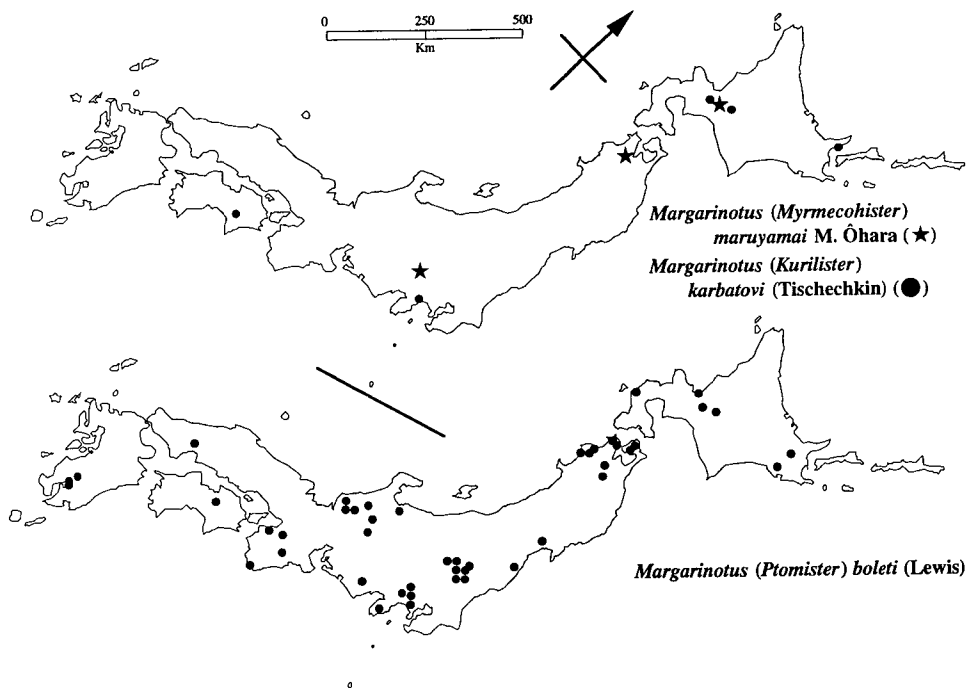 0 250 500
Km
Margarinotus (Myrmecohister)
maruyamai M. Ôhara (★)
Margarinotus (Kurilister)
karbatovi (Tischechkin) (●)
Margarinotus (Ptomister) boleti (Lewis)